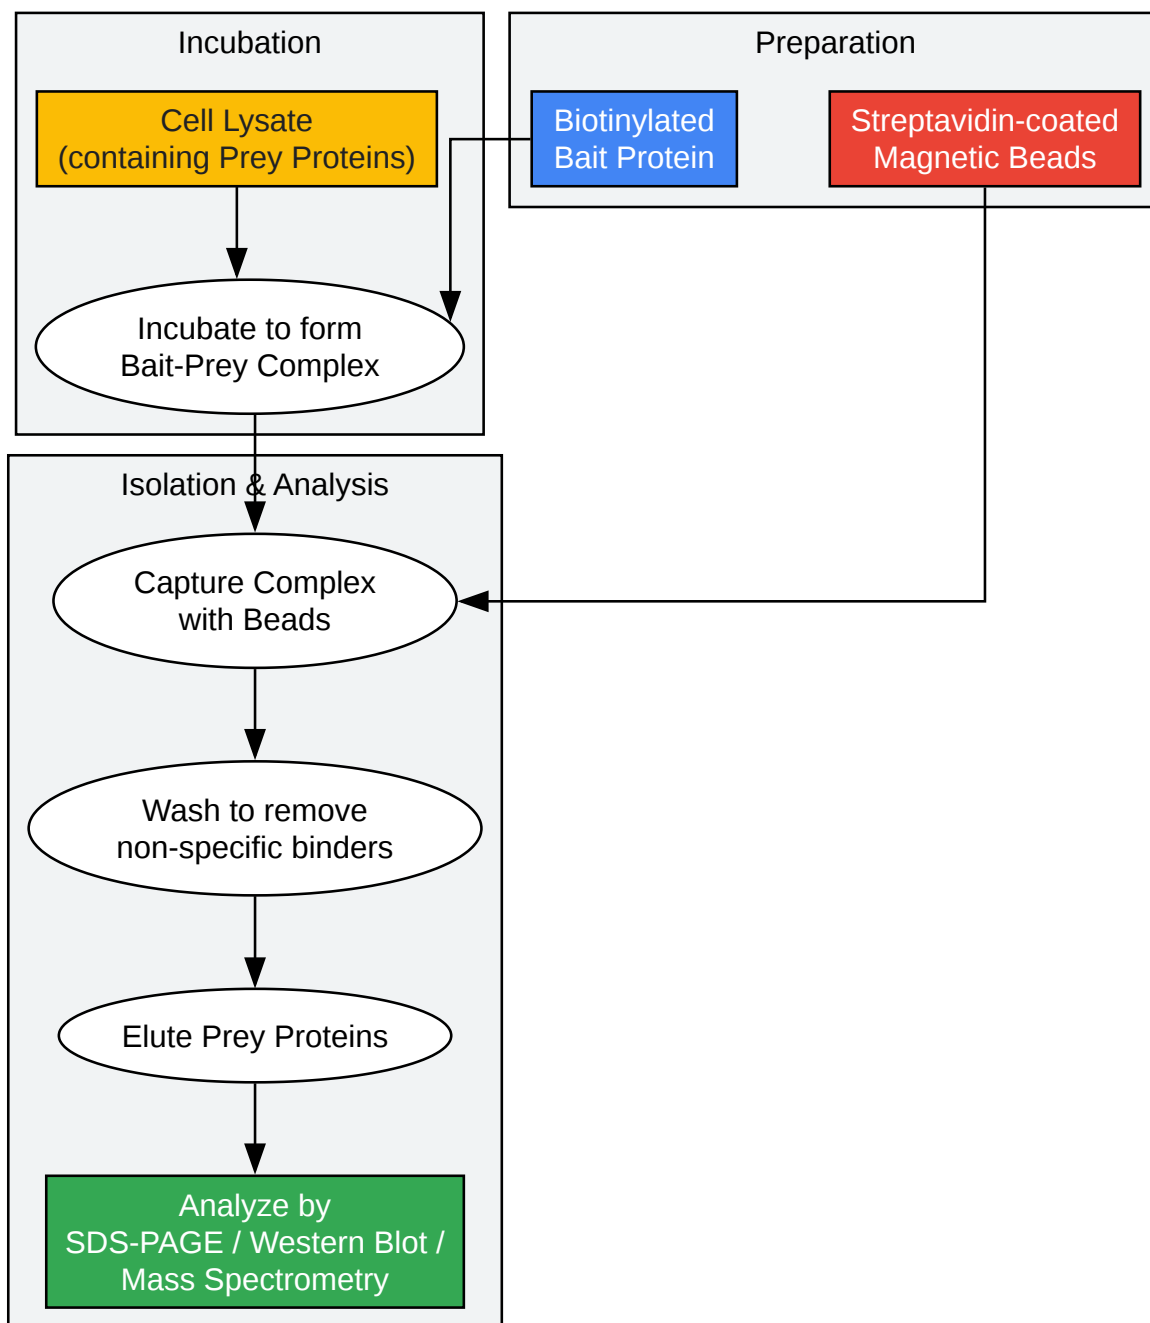 Incubation
Cell Lysate
(containing Prey Proteins)
Preparation
Biotinylated
Bait Protein
Streptavidin-coated
Magnetic Beads
Incubate to form
Bait-Prey Complex
Isolation & Analysis
Capture Complex
with Beads
Wash to remove
non-specific binders
Elute Prey Proteins
Analyze by
SDS-PAGE / Western Blot /
Mass Spectrometry